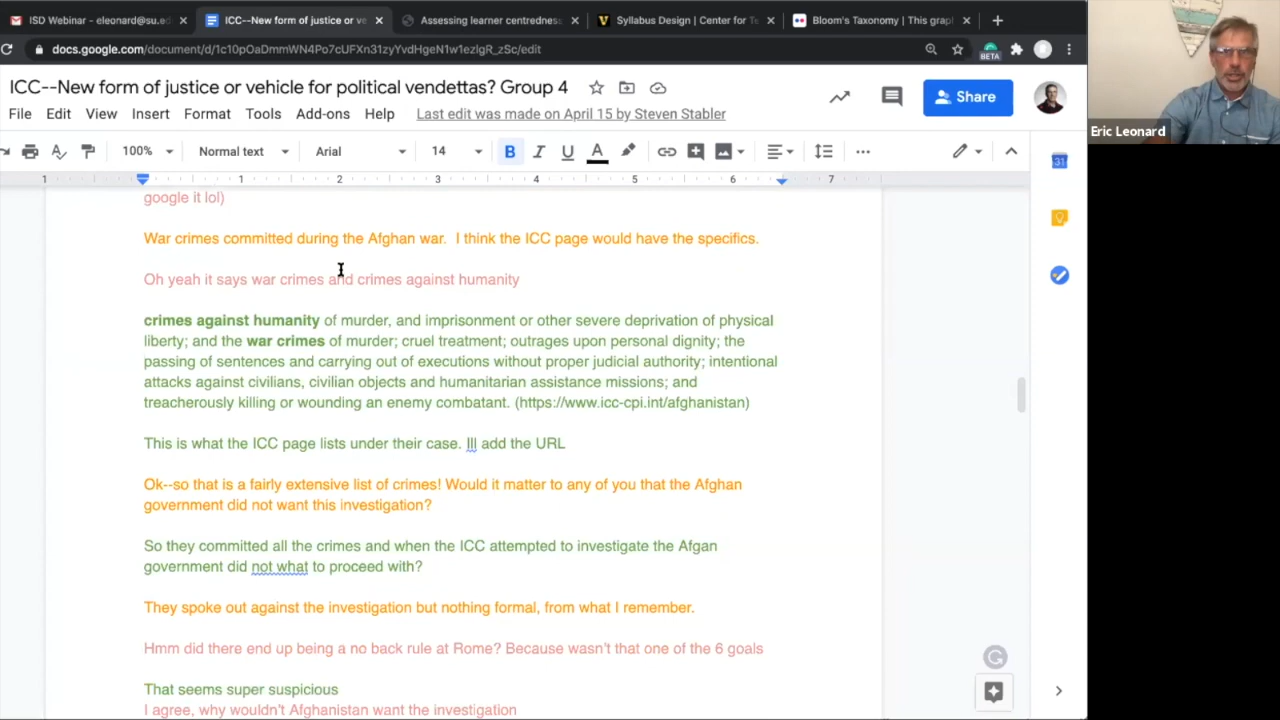 ISD Webinar - eleonard@su.ed
ICC--New form of justice or ve
Assessing learner centrednes
Syllabus Design | Center for Te
Bloom's Taxonomy | This grap
docs.google.com/document/d/1c10pOaDmmWN4Po7cUFXn31zyYvdHgeN1w1ezlgR_zSc/edit
BETA
ICC--New form of justice or vehicle for political vendettas? Group 4
Share
File Edit View Insert Format Tools Add-ons Help Last edit was made on April 15 by Steven Stabler
100% Normal text Arial 14 B I U A
1 1 2 3 4 5 6 7
Eric Leonard
31
google it lol)
War crimes committed during the Afghan war. I think the ICC page would have the specifics.
Oh yeah it says war crimes and crimes against humanity
crimes against humanity of murder, and imprisonment or other severe deprivation of physical
liberty; and the war crimes of murder; cruel treatment; outrages upon personal dignity; the
passing of sentences and carrying out of executions without proper judicial authority; intentional
attacks against civilians, civilian objects and humanitarian assistance missions; and
treacherously killing or wounding an enemy combatant. (https://www.icc-cpi.int/afghanistan)
This is what the ICC page lists under their case. Ill add the URL
Ok--so that is a fairly extensive list of crimes! Would it matter to any of you that the Afghan
government did not want this investigation?
So they committed all the crimes and when the ICC attempted to investigate the Afgan
government did not what to proceed with?
They spoke out against the investigation but nothing formal, from what I remember.
Hmm did there end up being a no back rule at Rome? Because wasn't that one of the 6 goals
That seems super suspicious
I agree, why wouldn't Afghanistan want the investigation